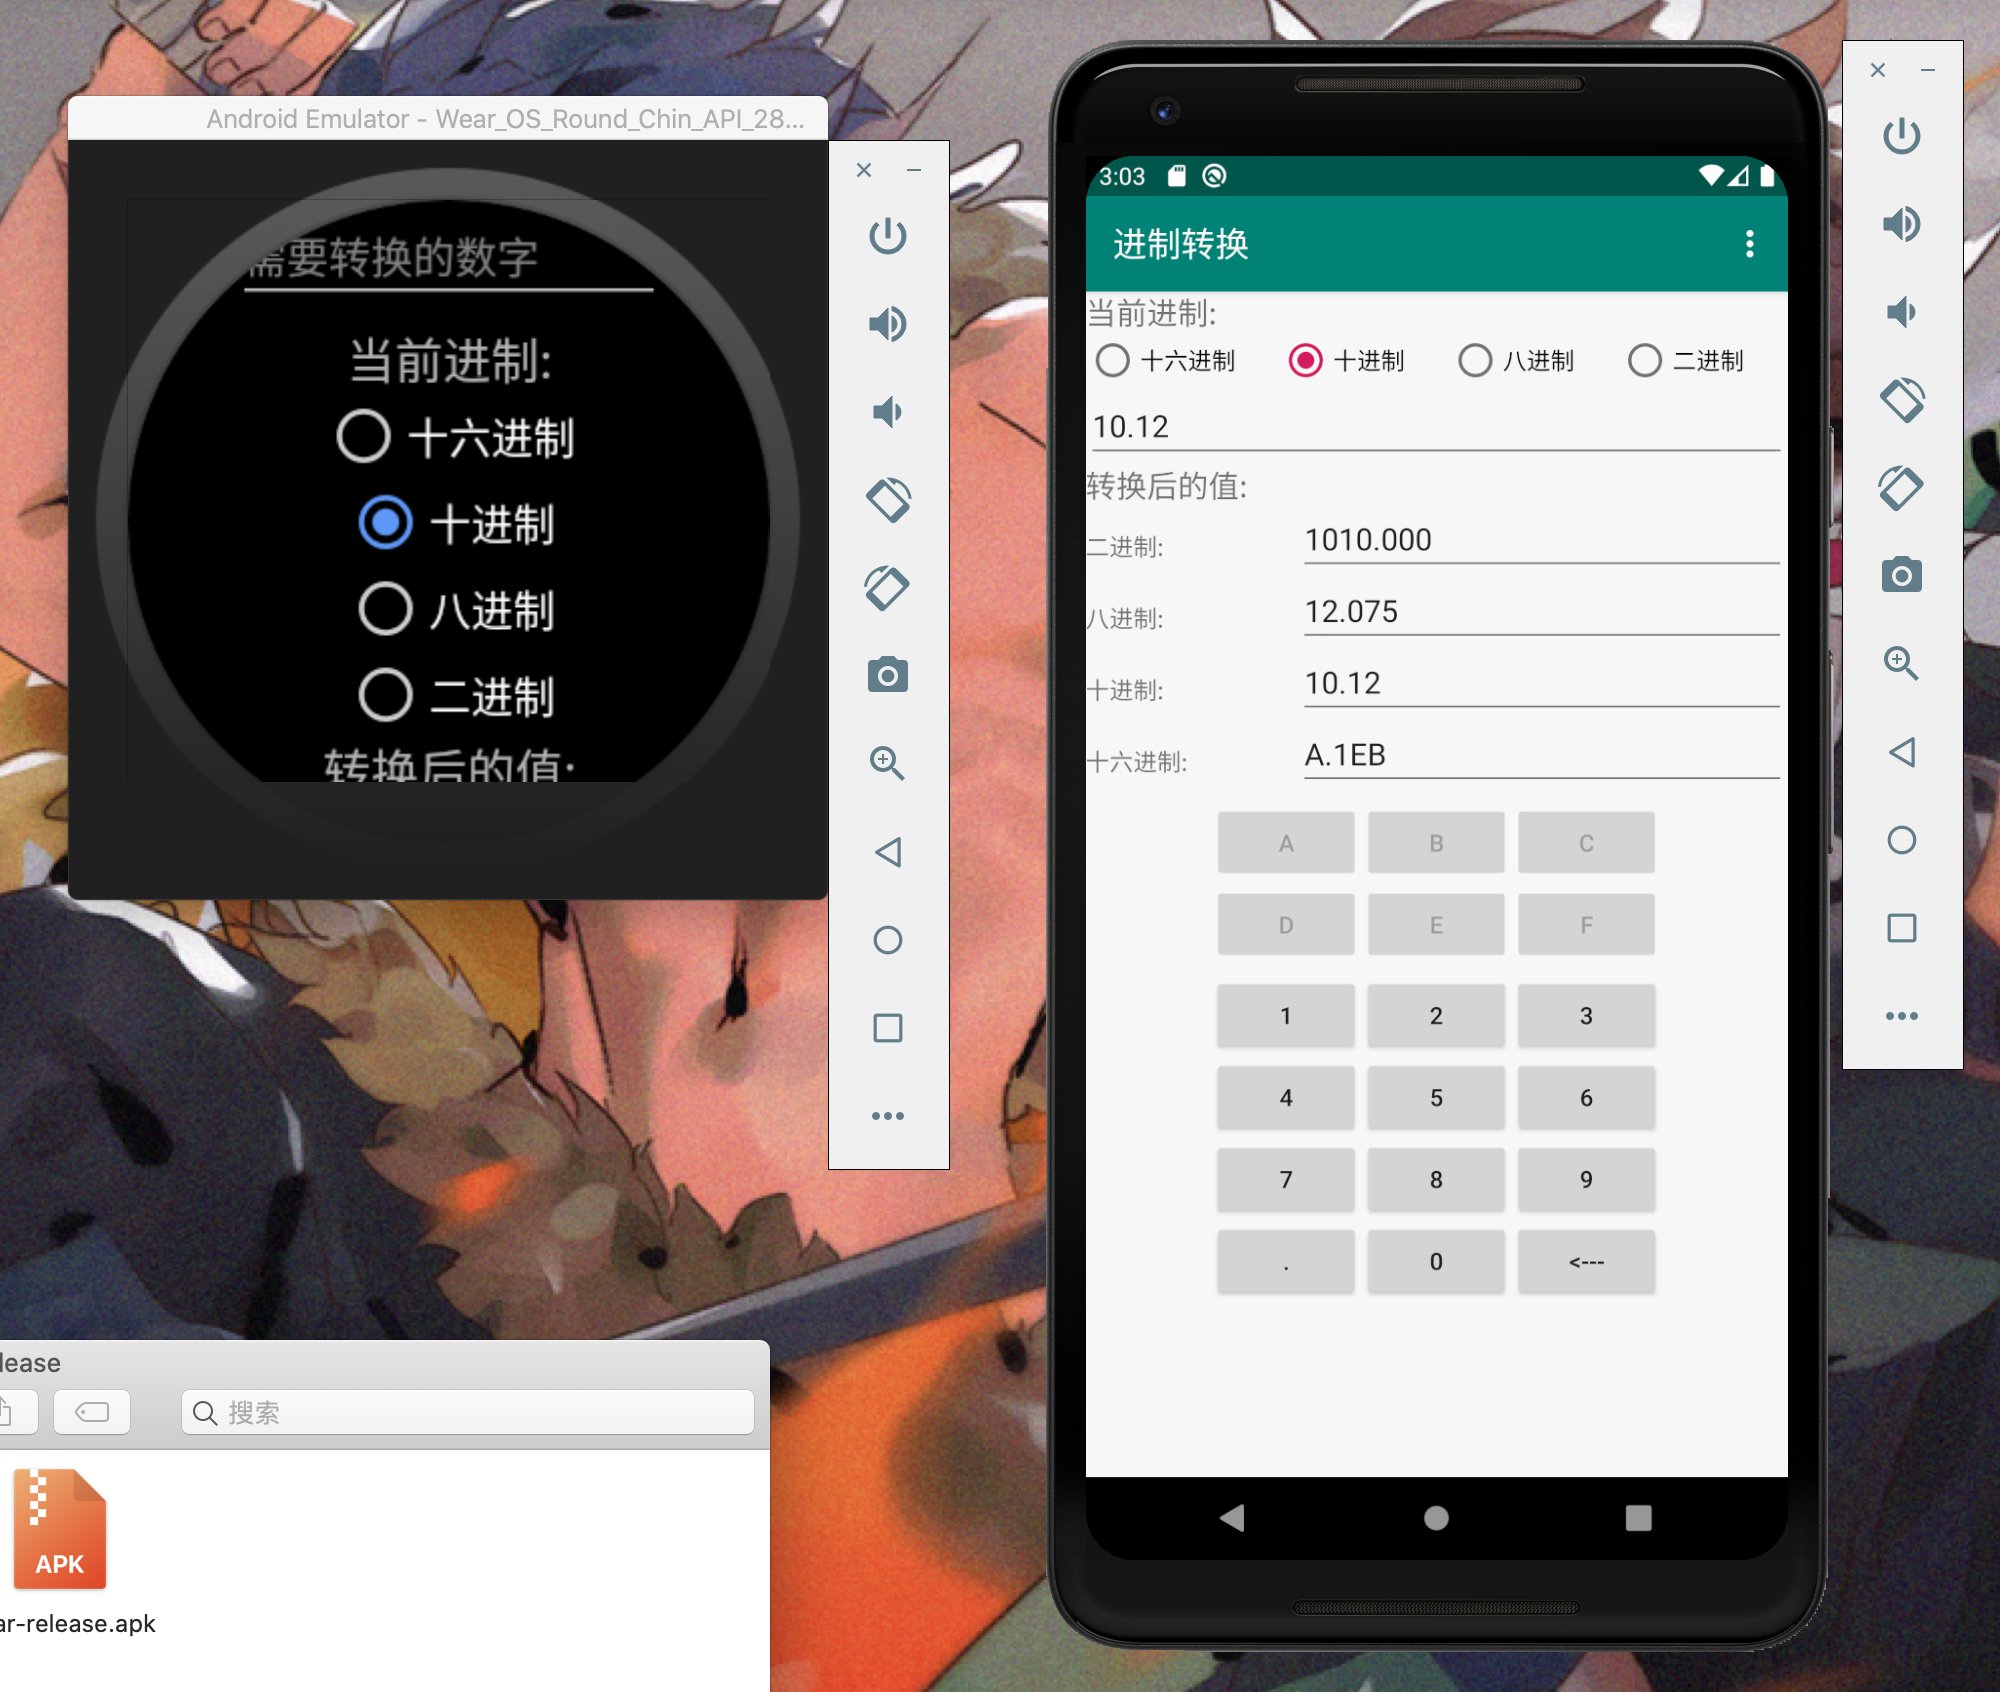 Android Emulator - Wear_OS_Round_Chin_API_28...
需要转换的数字
当前进制:
十六进制
十进制
八进制
二进制
转换后的值:
3:03
进制转换
当前进制:
十六进制 十进制 八进制 二进制
10.12
转换后的值:
二进制: 1010.000
八进制: 12.075
十进制: 10.12
十六进制: A.1EB
A B C
D E F
1 2 3
4 5 6
7 8 9
. 0 <---
lease
搜索
APK
ar-release.apk